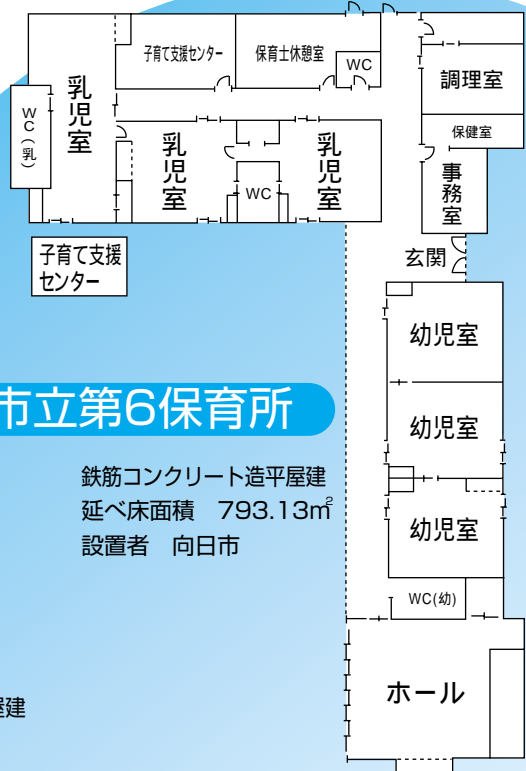 子育て支援センター
保育士休憩室
WC
調理室
保健室
事務室
WC(乳)
乳児室
乳児室
WC
乳児室
玄関
子育て支援
センター
幼児室
幼児室
幼児室
WC(幼)
ホール
市立第6保育所
鉄筋コンクリート造平屋建
延べ床面積 793.13㎡
設置者 向日市
屋建